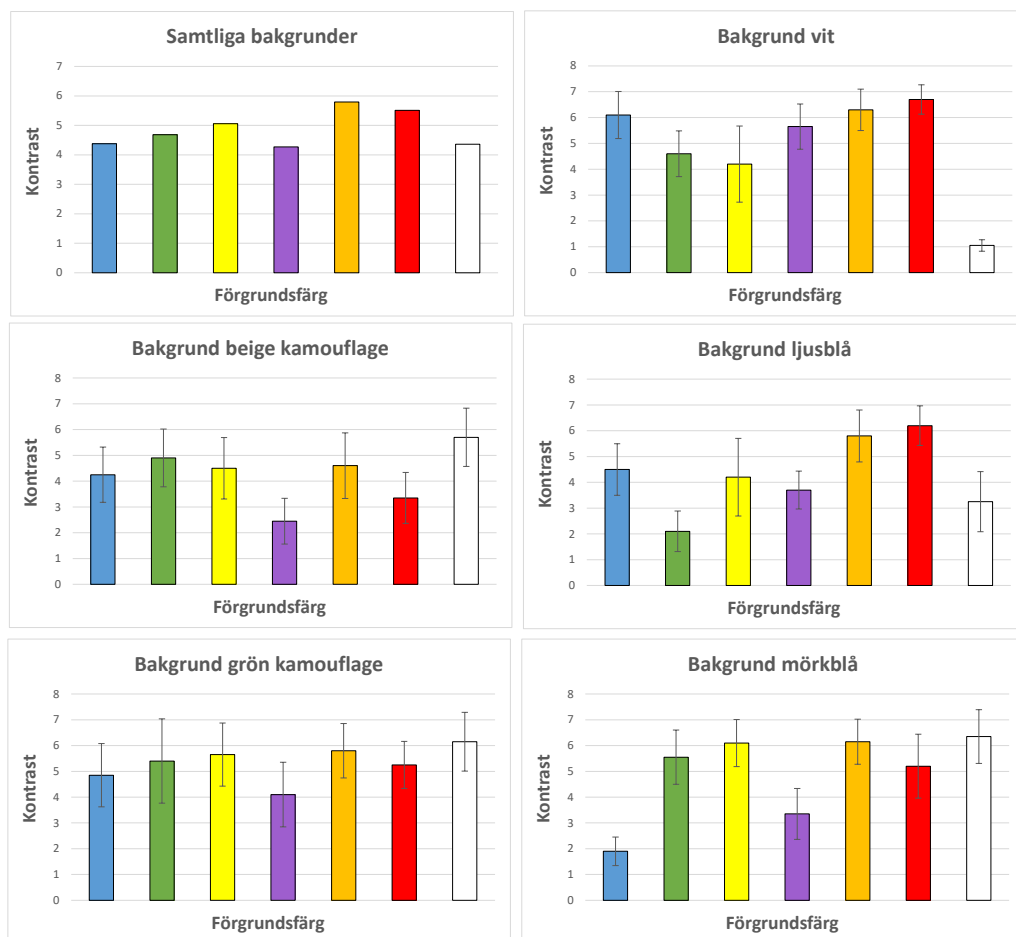 Samtliga bakgrunder
Kontrast
7
6
5
4
3
2
1
0
Förgrundsfärg
Bakgrund vit
Kontrast
8
7
6
5
4
3
2
1
0
Förgrundsfärg
Bakgrund beige kamouflage
Kontrast
8
7
6
5
4
3
2
1
0
Förgrundsfärg
Bakgrund ljusblå
Kontrast
8
7
6
5
4
3
2
1
0
Förgrundsfärg
Bakgrund grön kamouflage
Kontrast
8
7
6
5
4
3
2
1
0
Förgrundsfärg
Bakgrund mörkblå
Kontrast
8
7
6
5
4
3
2
1
0
Förgrundsfärg